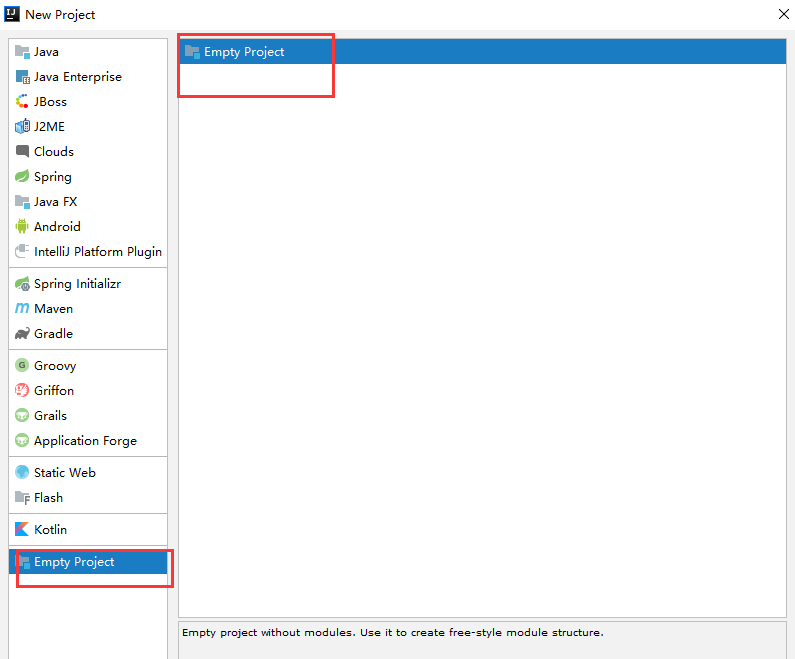 New Project
Java
Java Enterprise
JBoss
J2ME
Clouds
Spring
Java FX
Android
IntelliJ Platform Plugin
Spring Initializr
Maven
Gradle
Groovy
Griffon
Grails
Application Forge
Static Web
Flash
Kotlin
Empty Project
Empty Project
Empty project without modules. Use it to create free-style module structure.